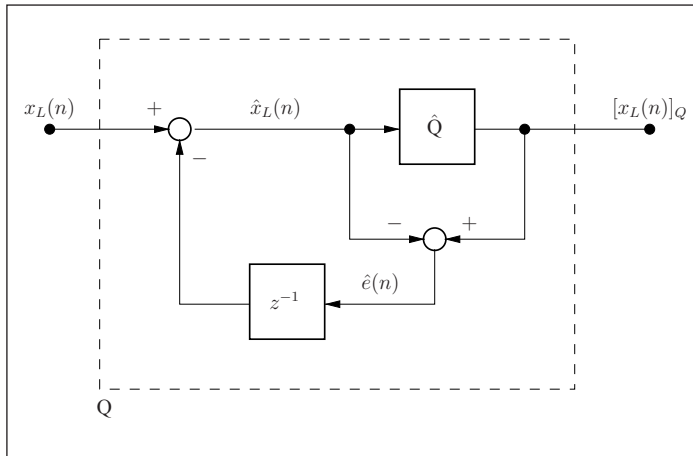 x_L(n)
+
x̂_L(n)
Q̂
[x_L(n)]_Q
−
−
+
z⁻¹
ê(n)
Q